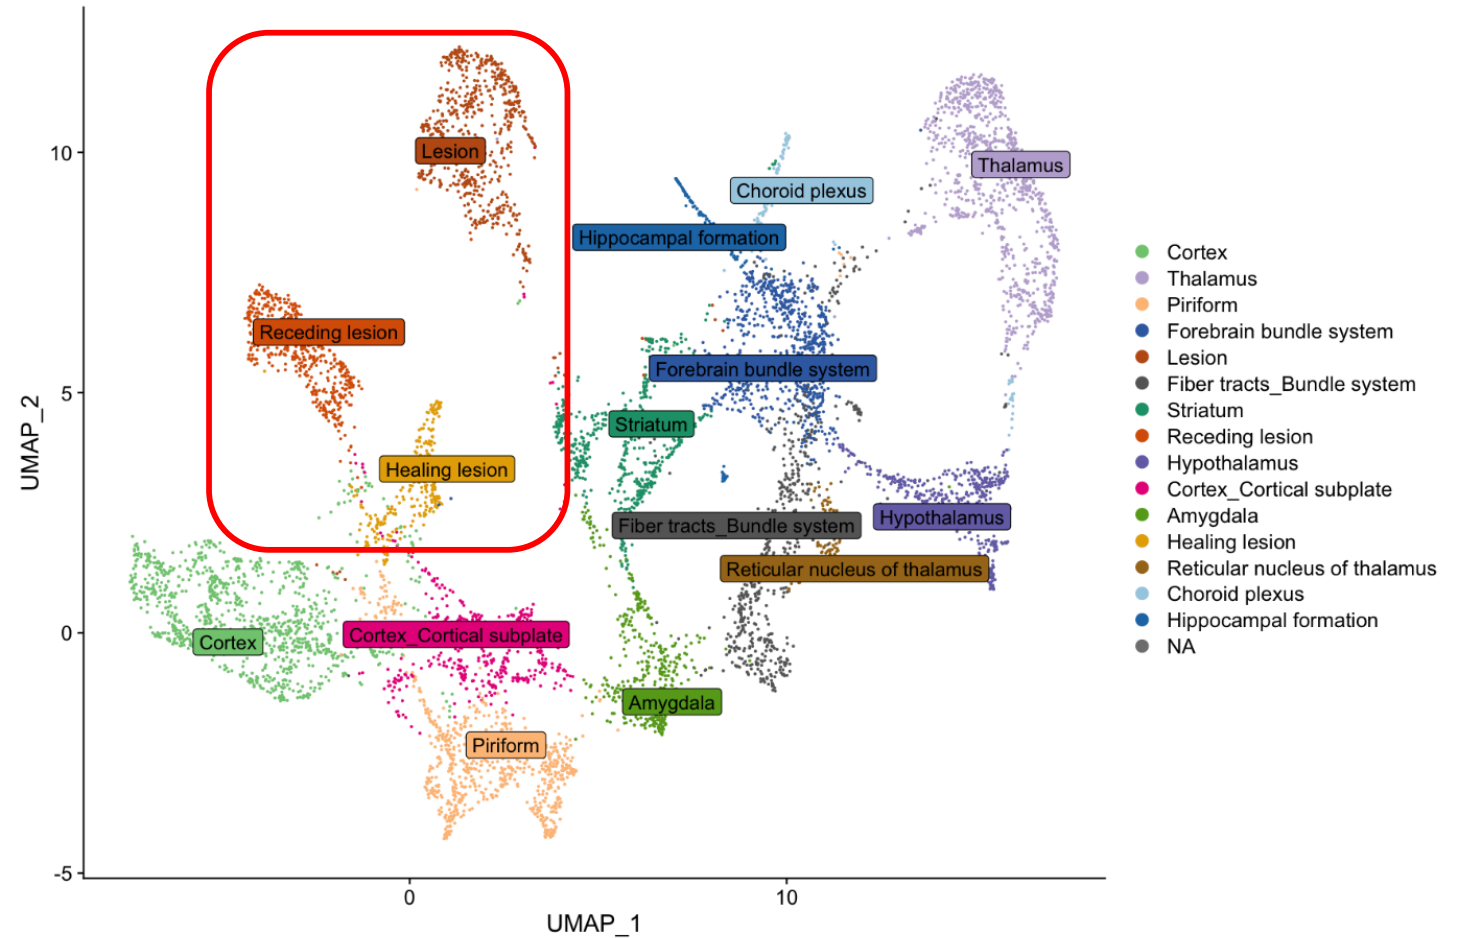 10
5
0
-5
UMAP_2
0
10
UMAP_1
Lesion
Thalamus
Choroid plexus
Hippocampal formation
Receding lesion
Forebrain bundle system
Striatum
Healing lesion
Fiber tracts_Bundle system
Hypothalamus
Reticular nucleus of thalamus
Cortex
Cortex_Cortical subplate
Amygdala
Piriform
Cortex
Thalamus
Piriform
Forebrain bundle system
Lesion
Fiber tracts_Bundle system
Striatum
Receding lesion
Hypothalamus
Cortex_Cortical subplate
Amygdala
Healing lesion
Reticular nucleus of thalamus
Choroid plexus
Hippocampal formation
NA